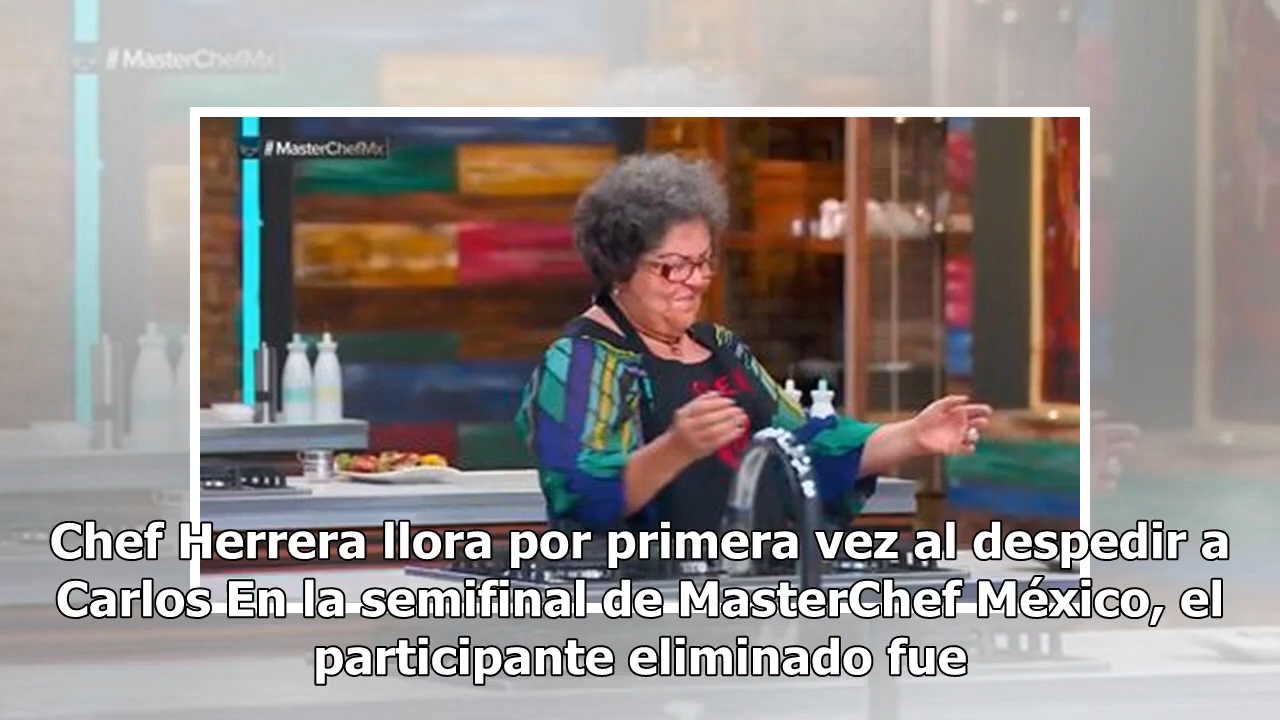 #MasterChefMx
#MasterChefMx
Chef Herrera llora por primera vez al despedir a
Carlos En la semifinal de MasterChef México, el
participante eliminado fue